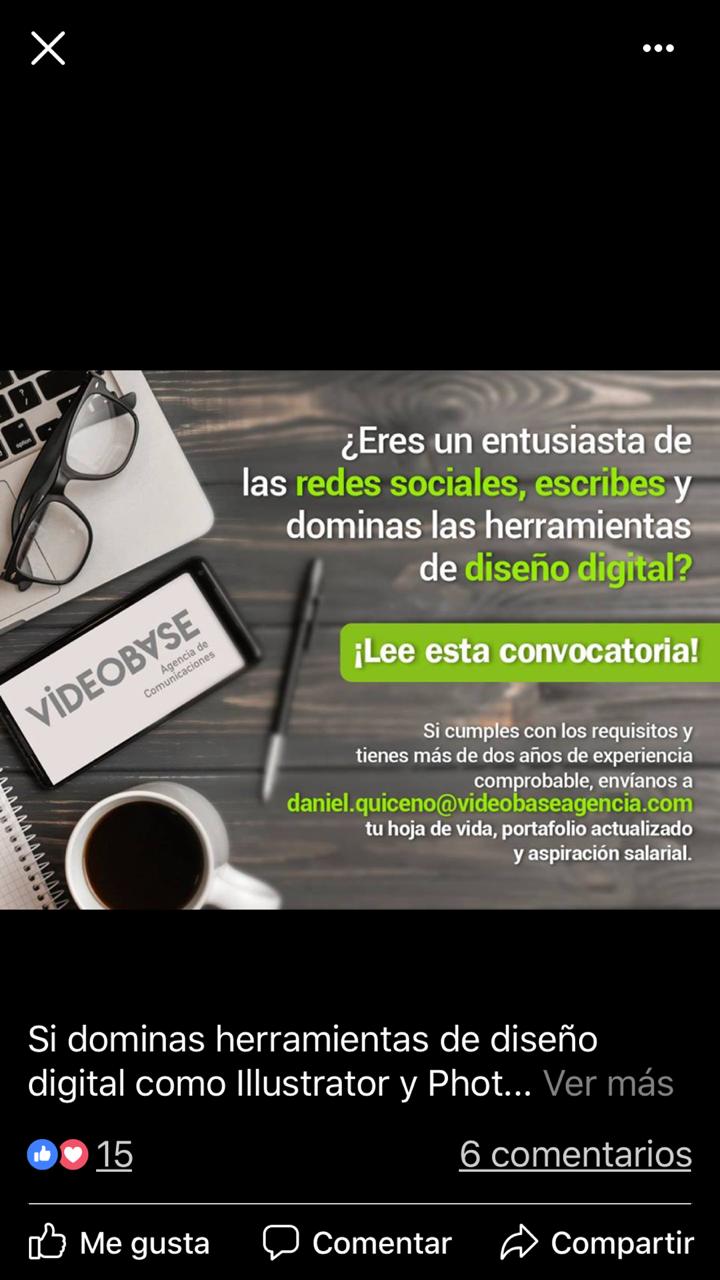 ¿Eres un entusiasta de
las redes sociales, escribes y
dominas las herramientas
de diseño digital?
¡Lee esta convocatoria!
VIDEOBASE
Agencia de
Comunicaciones
Si cumples con los requisitos y
tienes más de dos años de experiencia
comprobable, envíanos a
daniel.quiceno@videobaseagencia.com
tu hoja de vida, portafolio actualizado
y aspiración salarial.
Si dominas herramientas de diseño
digital como Illustrator y Phot... Ver más
15 6 comentarios
Me gusta Comentar Compartir